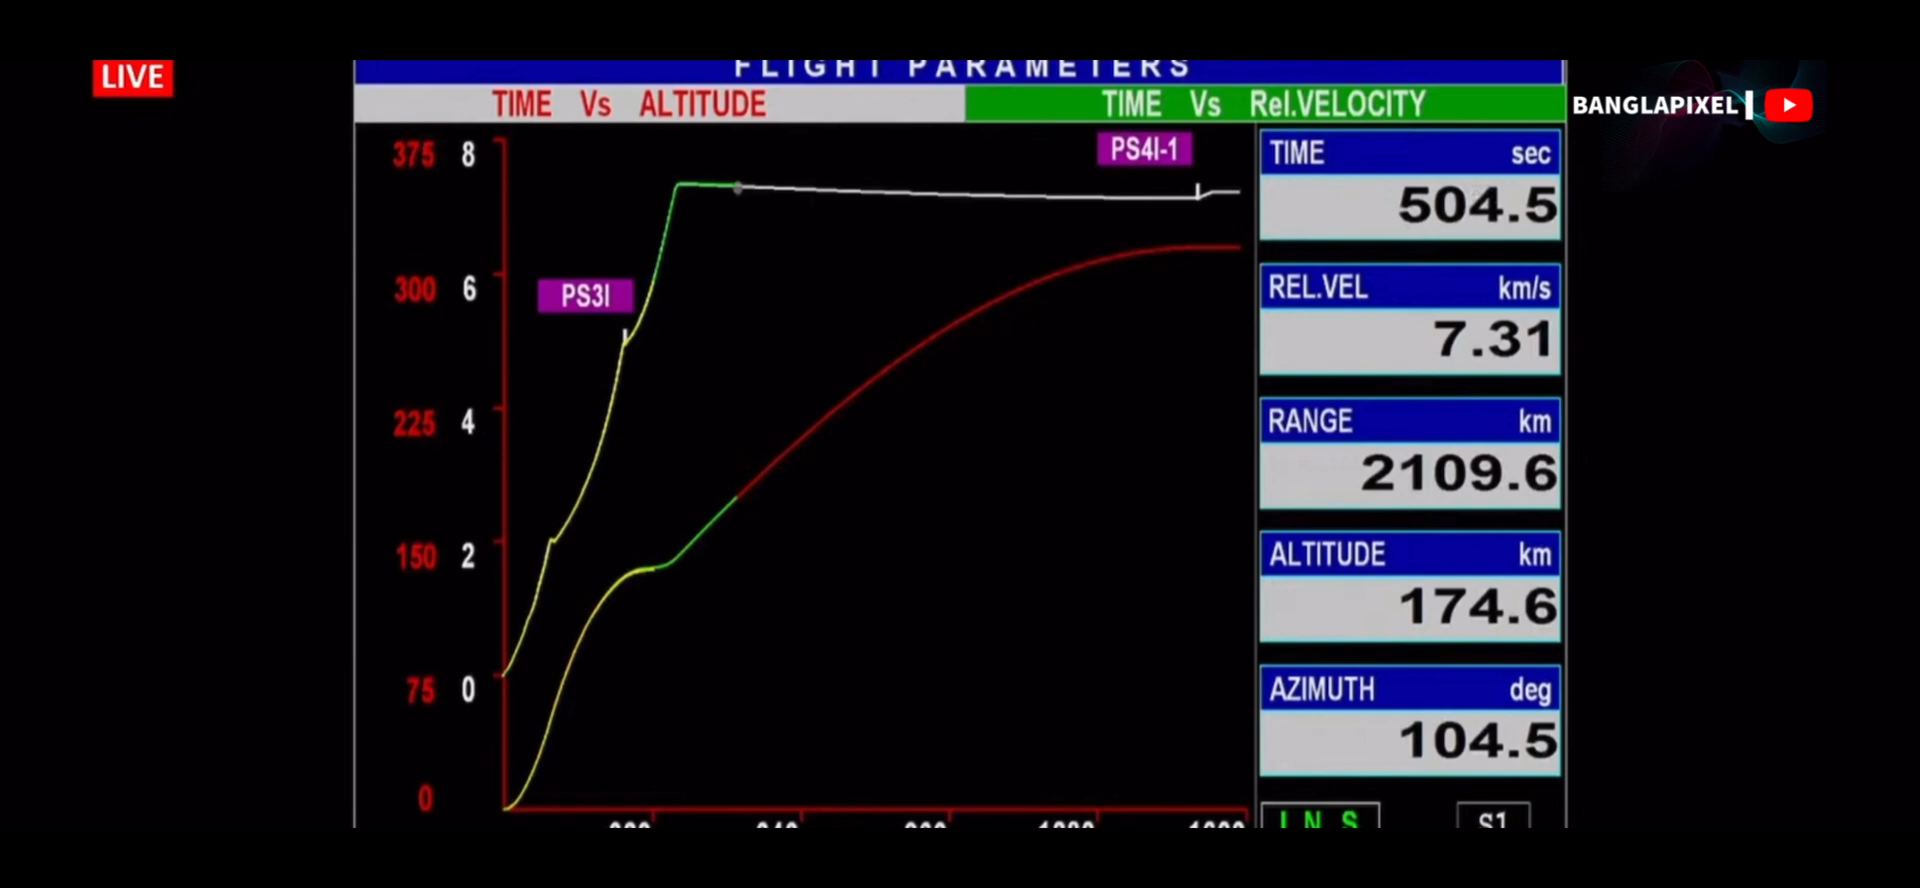 LIVE
FLIGHT PARAMETERS
TIME Vs ALTITUDE
TIME Vs Rel.VELOCITY
BANGLAPIXEL
375 8
300 6
225 4
150 2
75 0
0
PS3I
PS4I-1
TIME sec
504.5
REL.VEL km/s
7.31
RANGE km
2109.6
ALTITUDE km
174.6
AZIMUTH deg
104.5
I N S
S1